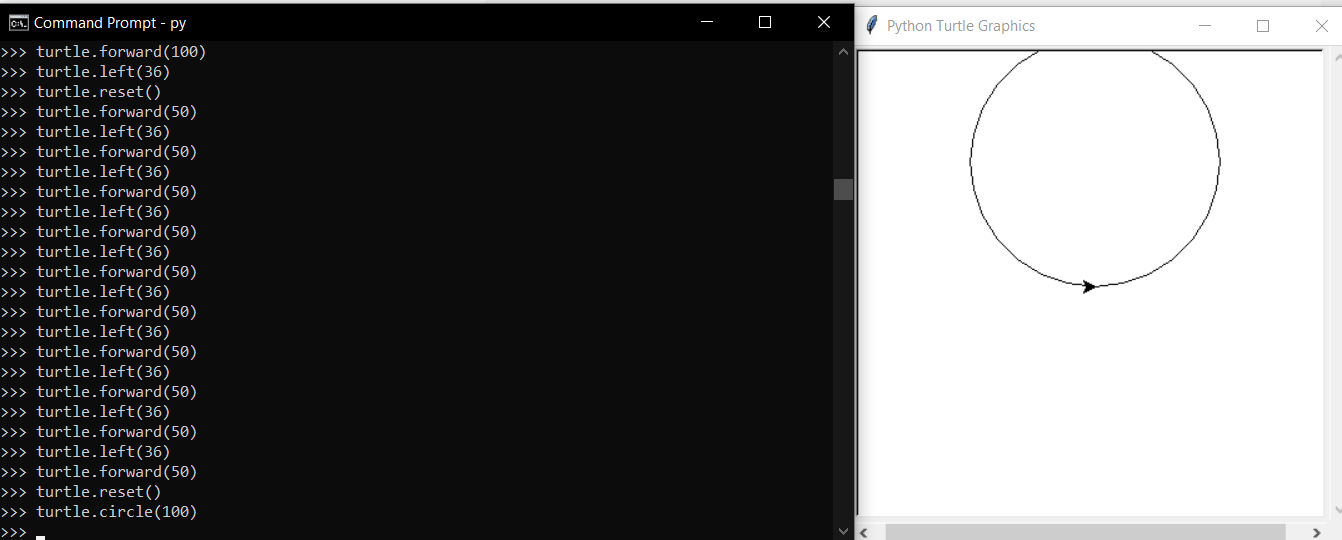 Command Prompt - py
>>> turtle.forward(100)
>>> turtle.left(36)
>>> turtle.reset()
>>> turtle.forward(50)
>>> turtle.left(36)
>>> turtle.forward(50)
>>> turtle.left(36)
>>> turtle.forward(50)
>>> turtle.left(36)
>>> turtle.forward(50)
>>> turtle.left(36)
>>> turtle.forward(50)
>>> turtle.left(36)
>>> turtle.forward(50)
>>> turtle.left(36)
>>> turtle.forward(50)
>>> turtle.left(36)
>>> turtle.forward(50)
>>> turtle.left(36)
>>> turtle.forward(50)
>>> turtle.left(36)
>>> turtle.forward(50)
>>> turtle.reset()
>>> turtle.circle(100)
>>>
Python Turtle Graphics